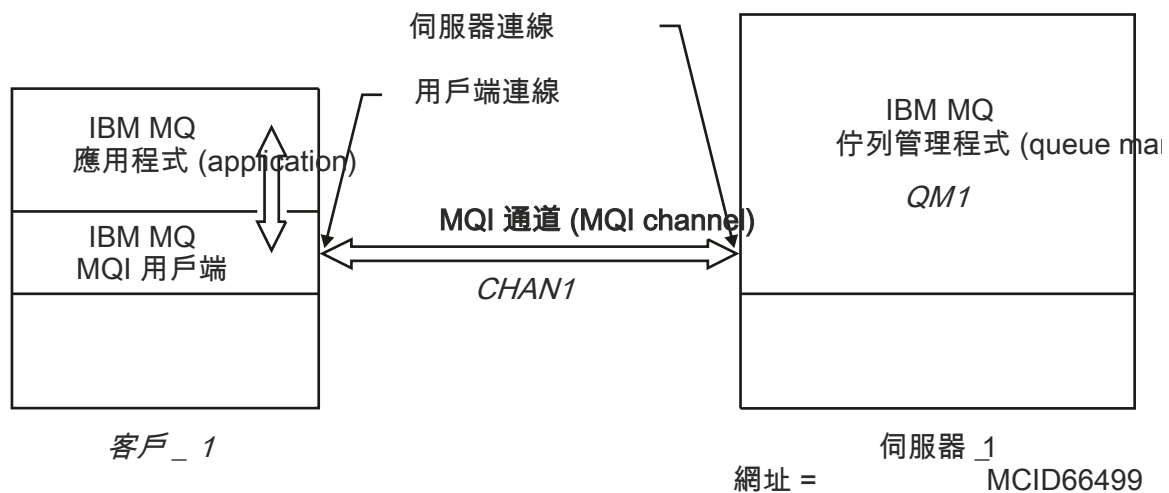 伺服器連線
用戶端連線
IBM MQ
應用程式 (application)
IBM MQ
MQI 用戶端
MQI 通道 (MQI channel)
CHAN1
IBM MQ
佇列管理程式 (queue mar
QM1
客戶 _ 1
伺服器 _1
網址 = MCID66499